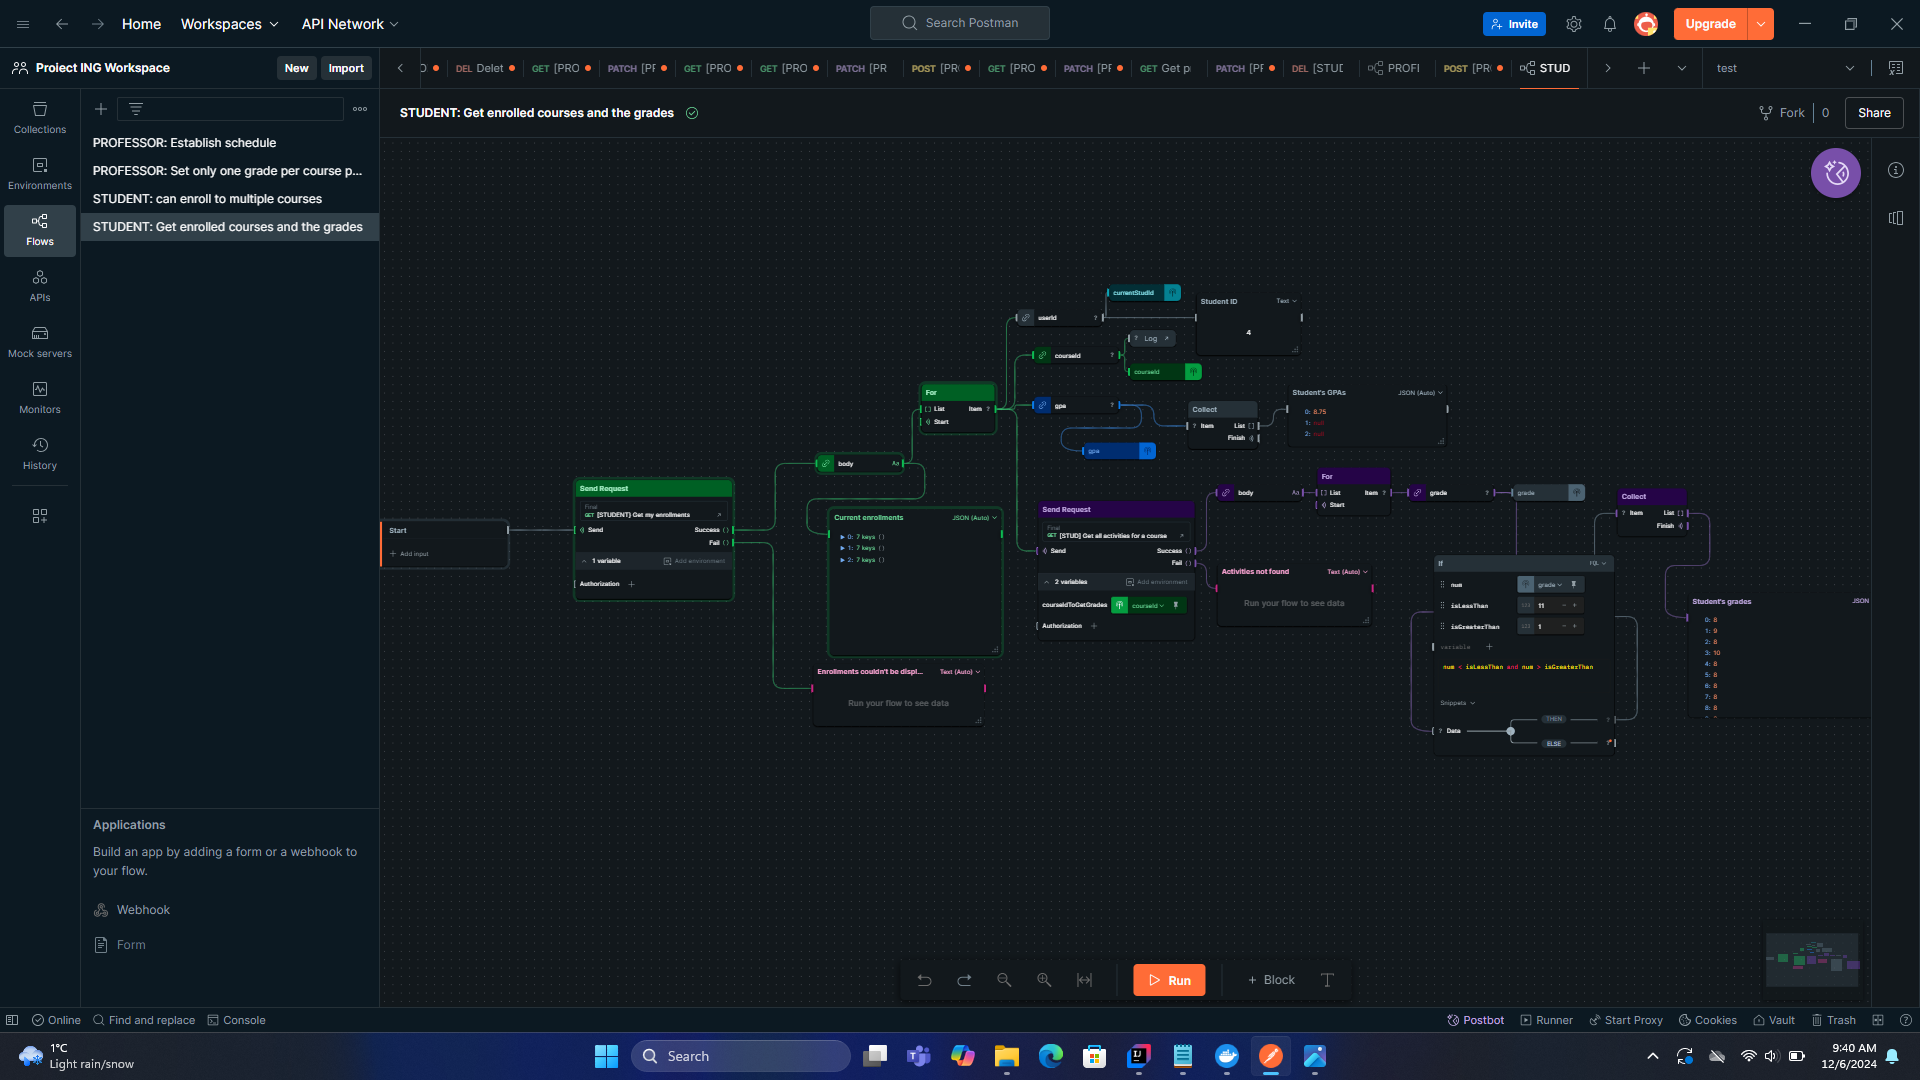 Home
Workspaces
API Network
Search Postman
Invite
Upgrade
Project ING Workspace
New
Import
DEL Delet
GET [PRO
PATCH [PF
GET [PRO
GET [PRO
PATCH [PR
POST [PR
GET [PRO
PATCH [PF
GET Get p
PATCH [PF
DEL [STUD
PROFI
POST [PR
STUD
test
Collections
Environments
Flows
APIs
Mock servers
Monitors
History
PROFESSOR: Establish schedule
PROFESSOR: Set only one grade per course p...
STUDENT: can enroll to multiple courses
STUDENT: Get enrolled courses and the grades
STUDENT: Get enrolled courses and the grades
Fork 0
Share
Start
Add input
Send Request
Final
GET [STUDENT] Get my enrollments
Send
Success
Fail
1 variable
Add environment
Authorization
body
Current enrollments
JSON (Auto)
0: 7 keys {}
1: 7 keys {}
2: 7 keys {}
Enrollments couldn't be displ...
Text (Auto)
Run your flow to see data
For
List
Item
Start
userId
currentStudId
Student ID
Text
4
courseId
Log
courseId
gpa
gpa
Collect
Item
List
Finish
Student's GPAs
JSON (Auto)
0: 8.75
1: null
2: null
Send Request
Final
GET [STUD] Get all activities for a course
Send
Success
Fail
2 variables
Add environment
courseIdToGetGrades
courseId
Authorization
body
Activities not found
Text (Auto)
Run your flow to see data
For
List
Item
Start
grade
grade
If
FQL
num
grade
isLessThan
11
isGreaterThan
1
variable
num < isLessThan and num > isGreaterThan
Snippets
Data
THEN
ELSE
Collect
Item
List
Finish
Student's grades
JSON
0: 8
1: 9
2: 8
3: 10
4: 8
5: 8
6: 8
7: 8
8: 8
Applications
Build an app by adding a form or a webhook to
your flow.
Webhook
Form
Run
Block
Online
Find and replace
Console
Postbot
Runner
Start Proxy
Cookies
Vault
Trash
1°C
Light rain/snow
Search
9:40 AM
12/6/2024